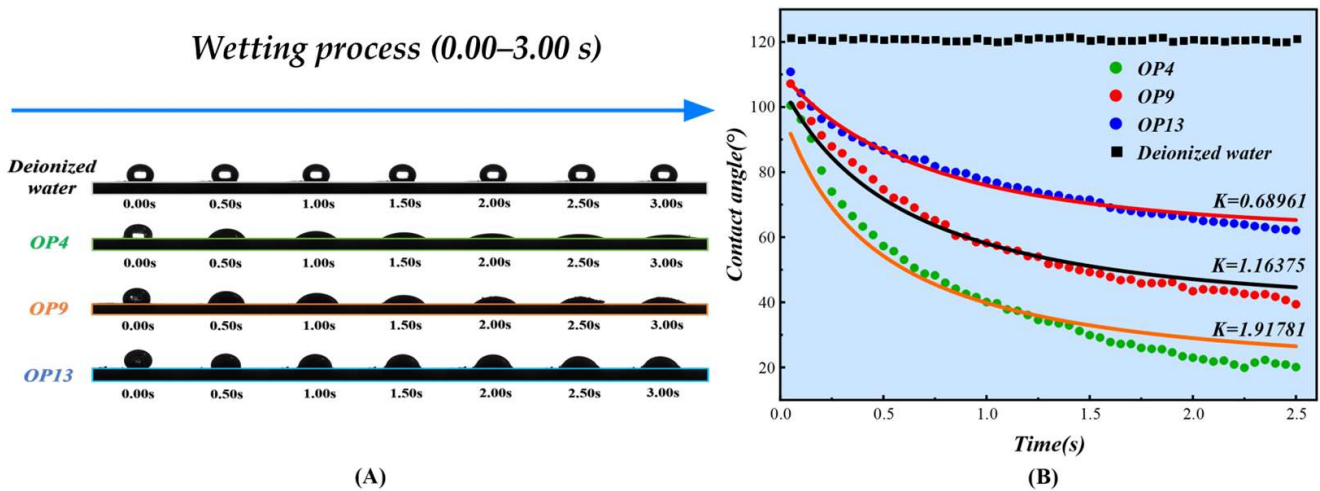 Wetting process (0.00–3.00 s)
Deionized
water
0.00s 0.50s 1.00s 1.50s 2.00s 2.50s 3.00s
OP4
0.00s 0.50s 1.00s 1.50s 2.00s 2.50s 3.00s
OP9
0.00s 0.50s 1.00s 1.50s 2.00s 2.50s 3.00s
OP13
0.00s 0.50s 1.00s 1.50s 2.00s 2.50s 3.00s
(A)
Contact angle(°)
120
100
80
60
40
20
OP4
OP9
OP13
Deionized water
K=0.68961
K=1.16375
K=1.91781
0.0 0.5 1.0 1.5 2.0 2.5
Time(s)
(B)